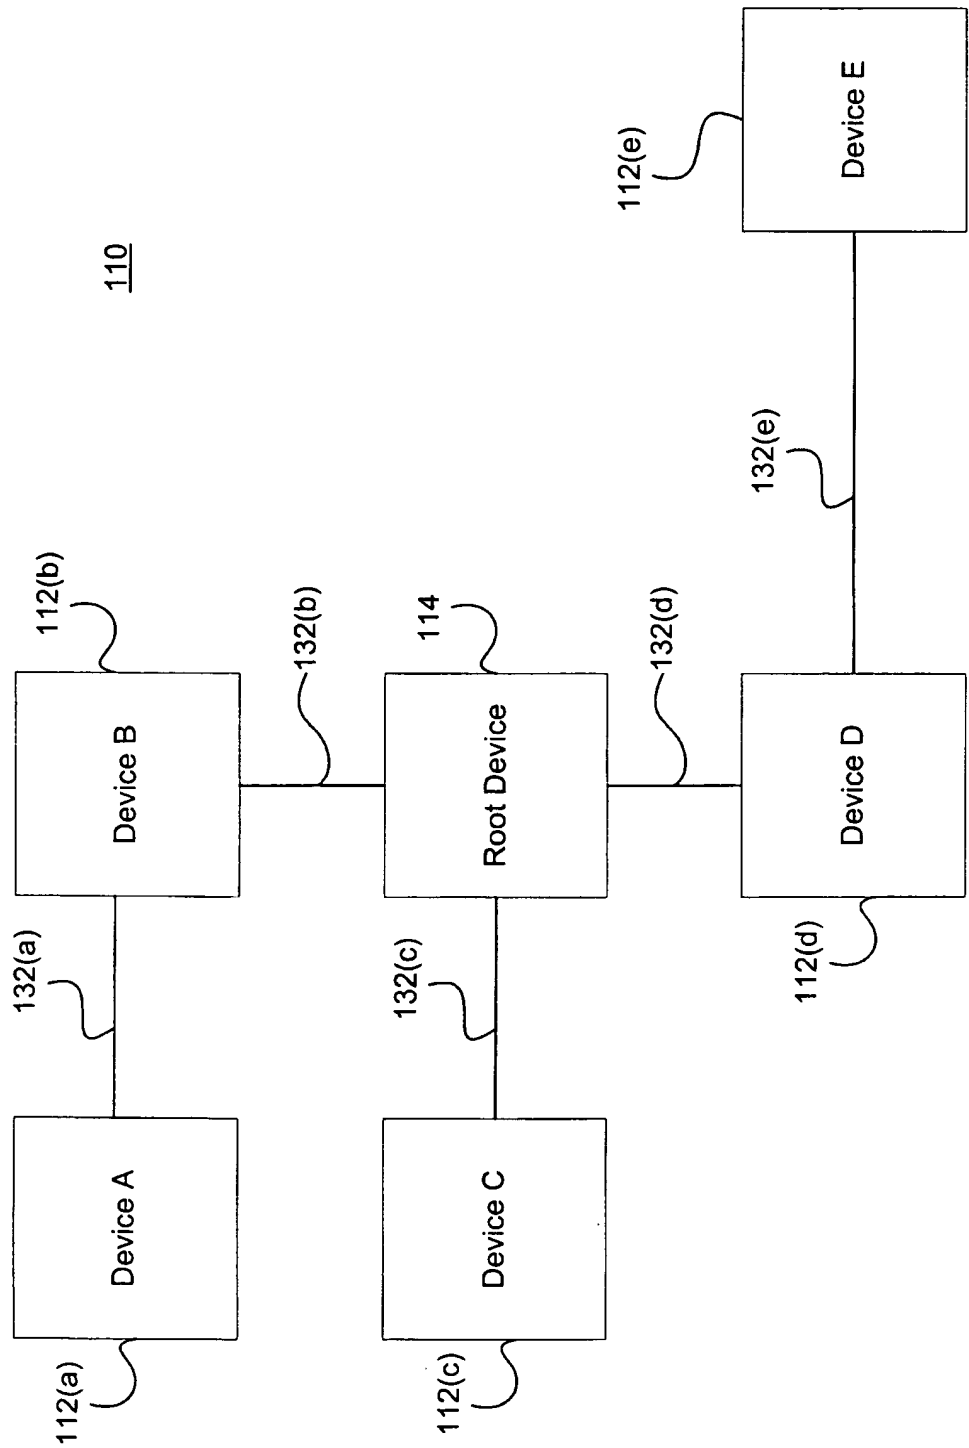 110
112(a)
Device A
132(a)
Device B
112(b)
132(b)
112(c)
Device C
132(c)
Root Device
114
132(d)
112(d)
Device D
132(e)
112(e)
Device E